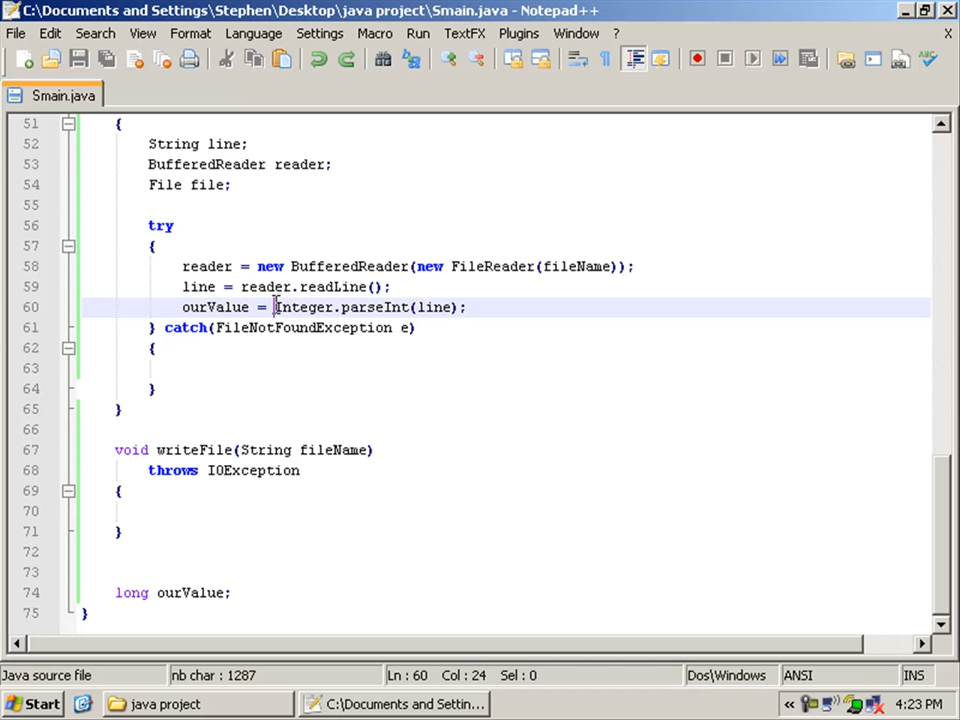 C:\Documents and Settings\Stephen\Desktop\java project\Smain.java - Notepad++
File Edit Search View Format Language Settings Macro Run TextFX Plugins Window ? X
Smain.java
51 {
52 String line;
53 BufferedReader reader;
54 File file;
55
56 try
57 {
58 reader = new BufferedReader(new FileReader(fileName));
59 line = reader.readLine();
60 ourValue = Integer.parseInt(line);
61 } catch(FileNotFoundException e)
62 {
63
64 }
65 }
66
67 void writeFile(String fileName)
68 throws IOException
69 {
70
71 }
72
73
74 long ourValue;
75 }
Java source file nb char : 1287 Ln : 60 Col : 24 Sel : 0 Dos\Windows ANSI INS
Start java project C:\Documents and Settin... « 4:23 PM